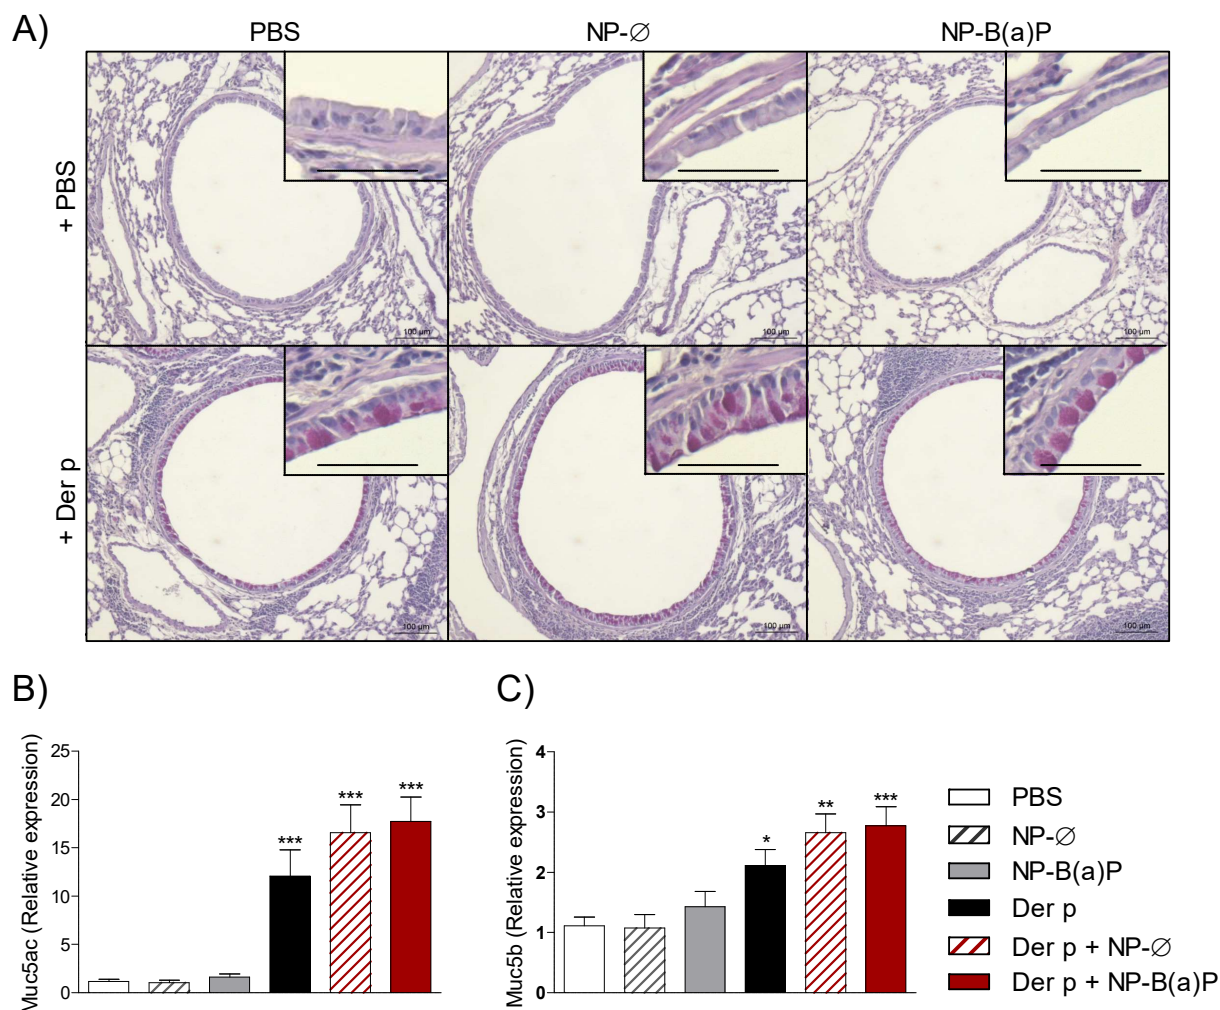 A)
PBS NP-∅ NP-B(a)P
+ PBS
100 µm 100 µm 100 µm
+ Der p
100 µm 100 µm 100 µm
B)
Muc5ac (Relative expression)
25
20
15
10
5
0
*** *** ***
C)
Muc5b (Relative expression)
4
3
2
1
0
* ** ***
PBS
NP-∅
NP-B(a)P
Der p
Der p + NP-∅
Der p + NP-B(a)P